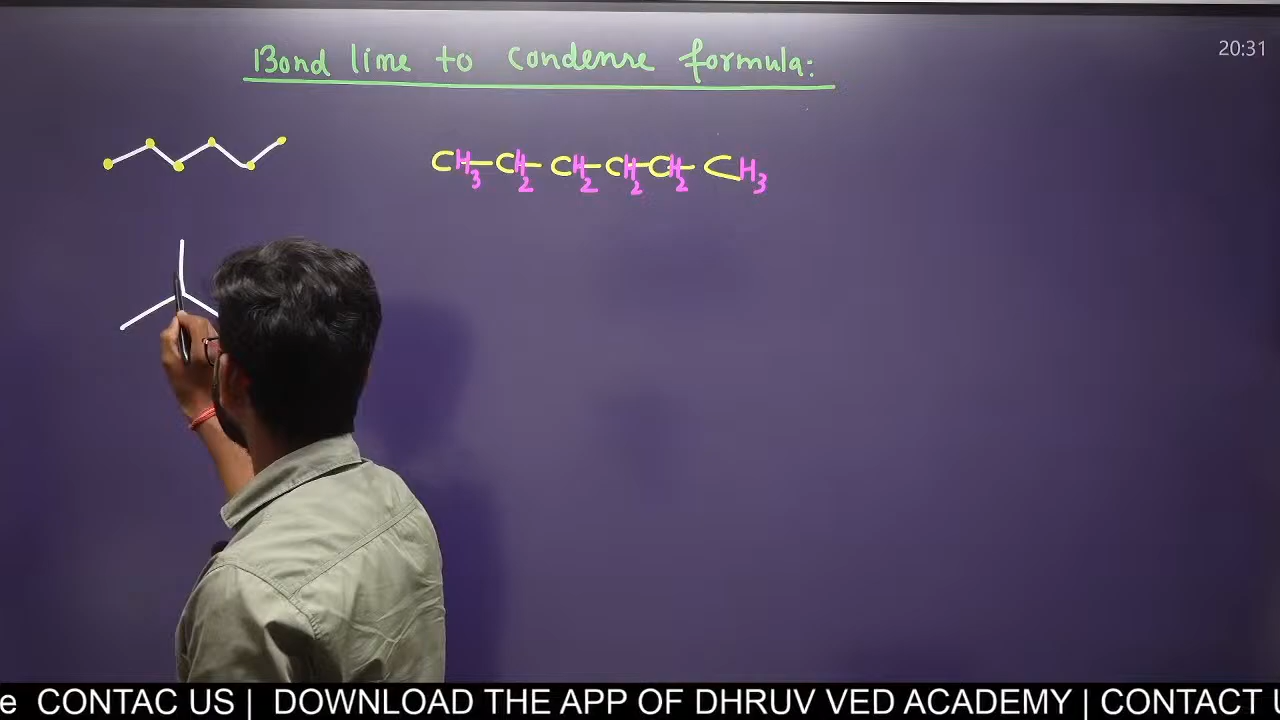 Bond line to Condense formula:
20:31
CH3-CH2-CH2-CH2-CH2-CH3
e CONTAC US | DOWNLOAD THE APP OF DHRUV VED ACADEMY | CONTACT U